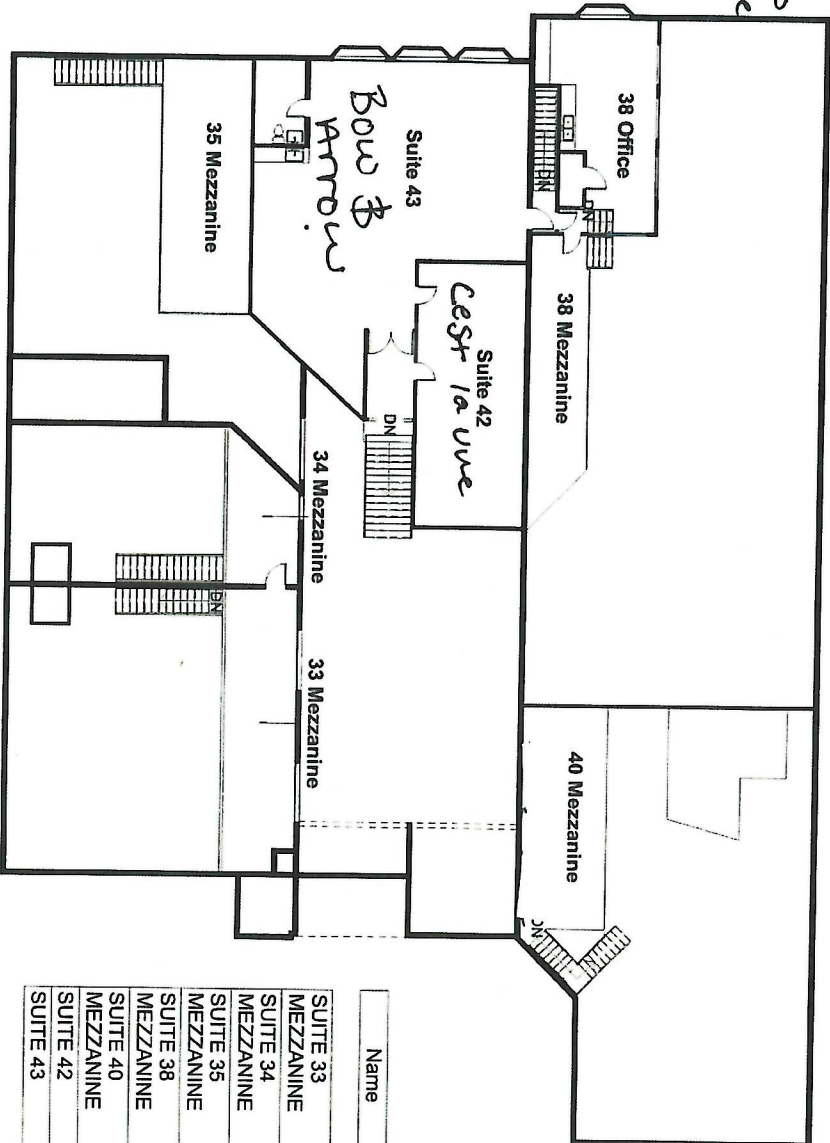 38 Office
DN
DN
38 Mezzanine
Suite 43
Bow &
Arrow
Suite 42
Cest la vue
DN
35 Mezzanine
34 Mezzanine
33 Mezzanine
DN
40 Mezzanine
DN
Name
SUITE 33
MEZZANINE
SUITE 34
MEZZANINE
SUITE 35
MEZZANINE
SUITE 38
MEZZANINE
SUITE 40
MEZZANINE
SUITE 42
SUITE 43